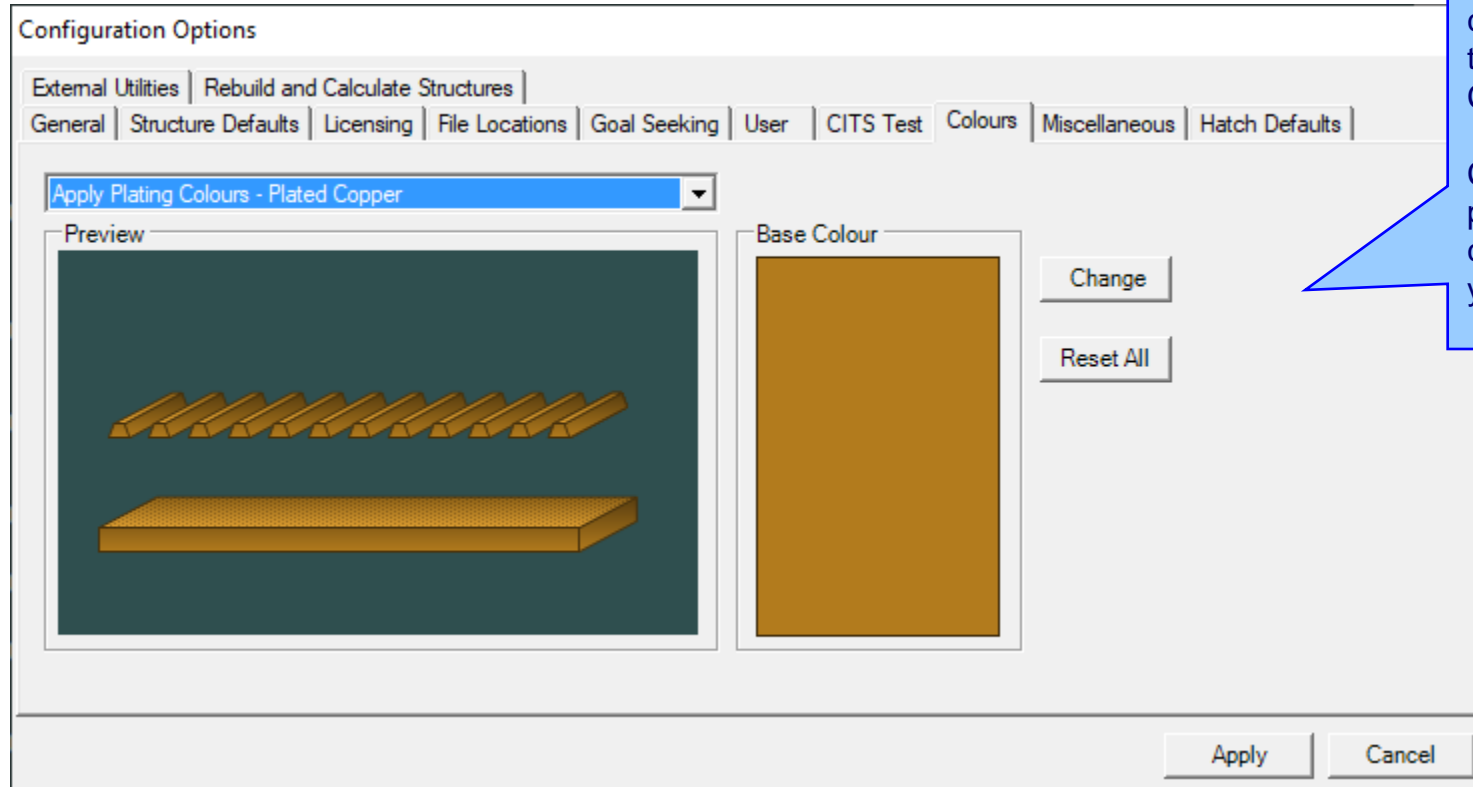 Configuration Options
External Utilities Rebuild and Calculate Structures
General Structure Defaults Licensing File Locations Goal Seeking User CITS Test Colours Miscellaneous Hatch Defaults
Apply Plating Colours - Plated Copper
Preview
Base Colour
Change
Reset All
Apply Cancel